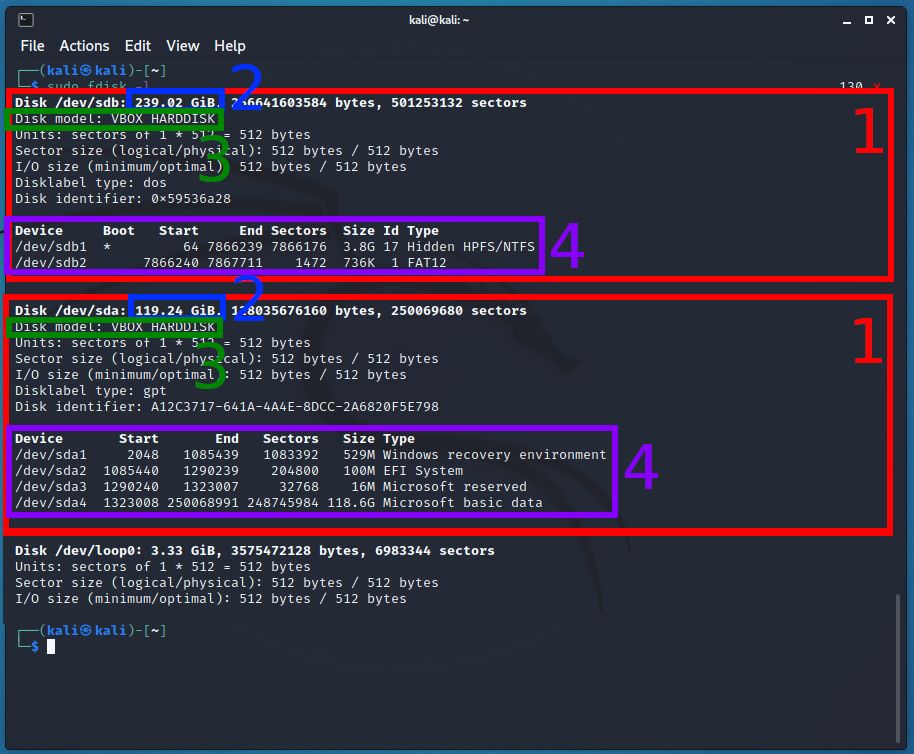 kali@kali: ~
File Actions Edit View Help
┌──(kali㉿kali)-[~]
└─$ sudo fdisk -l
130 ⨯
2
Disk /dev/sdb: 239.02 GiB, 256641603584 bytes, 501253132 sectors
1
Disk model: VBOX HARDDISK
3
Units: sectors of 1 * 512 = 512 bytes
Sector size (logical/physical): 512 bytes / 512 bytes
I/O size (minimum/optimal): 512 bytes / 512 bytes
Disklabel type: dos
Disk identifier: 0x59536a28
Device Boot Start End Sectors Size Id Type
/dev/sdb1 * 64 7866239 7866176 3.8G 17 Hidden HPFS/NTFS
4
/dev/sdb2 7866240 7867711 1472 736K 1 FAT12
2
Disk /dev/sda: 119.24 GiB, 128035676160 bytes, 250069680 sectors
1
Disk model: VBOX HARDDISK
3
Units: sectors of 1 * 512 = 512 bytes
Sector size (logical/physical): 512 bytes / 512 bytes
I/O size (minimum/optimal): 512 bytes / 512 bytes
Disklabel type: gpt
Disk identifier: A12C3717-641A-4A4E-8DCC-2A6820F5E798
Device Start End Sectors Size Type
/dev/sda1 2048 1085439 1083392 529M Windows recovery environment
4
/dev/sda2 1085440 1290239 204800 100M EFI System
/dev/sda3 1290240 1323007 32768 16M Microsoft reserved
/dev/sda4 1323008 250068991 248745984 118.6G Microsoft basic data
Disk /dev/loop0: 3.33 GiB, 3575472128 bytes, 6983344 sectors
Units: sectors of 1 * 512 = 512 bytes
Sector size (logical/physical): 512 bytes / 512 bytes
I/O size (minimum/optimal): 512 bytes / 512 bytes
┌──(kali㉿kali)-[~]
└─$